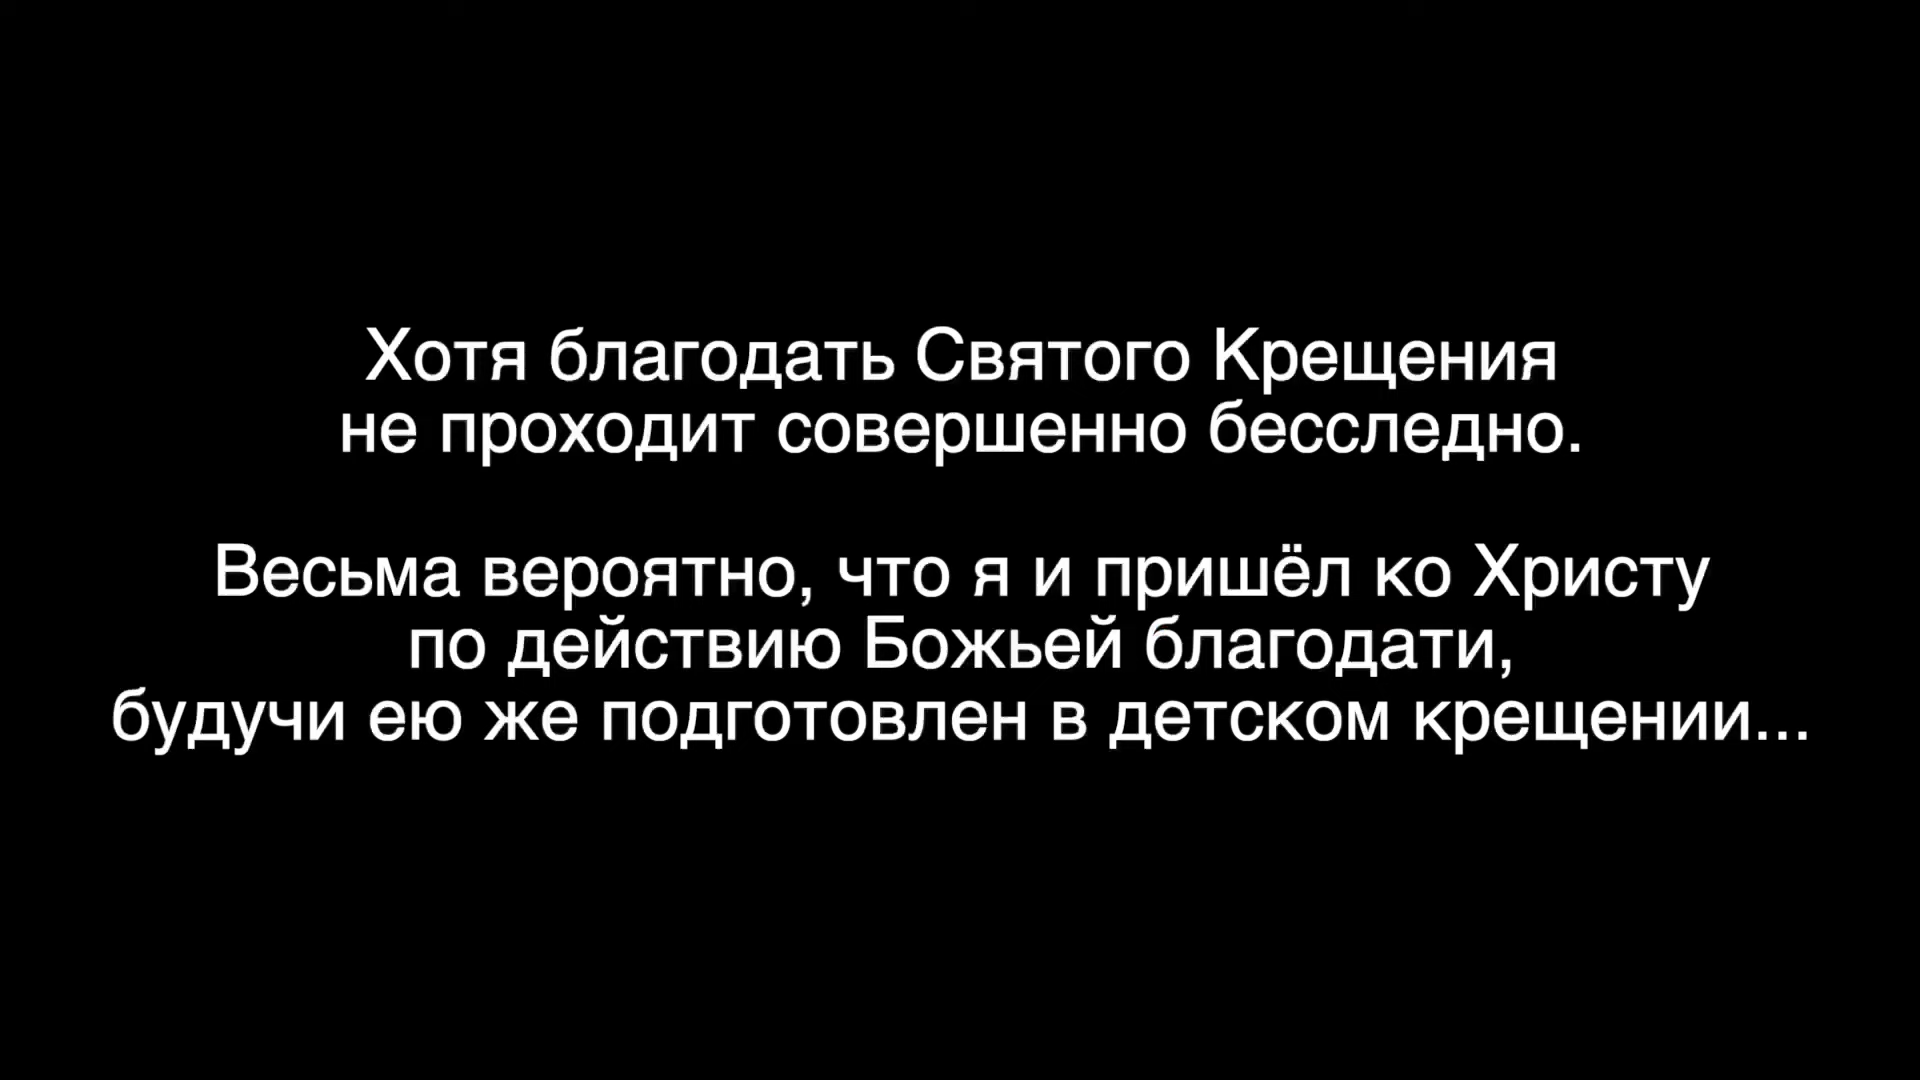 Хотя благодать Святого Крещения
не проходит совершенно бесследно.
Весьма вероятно, что я и пришёл ко Христу
по действию Божьей благодати,
будучи ею же подготовлен в детском крещении...